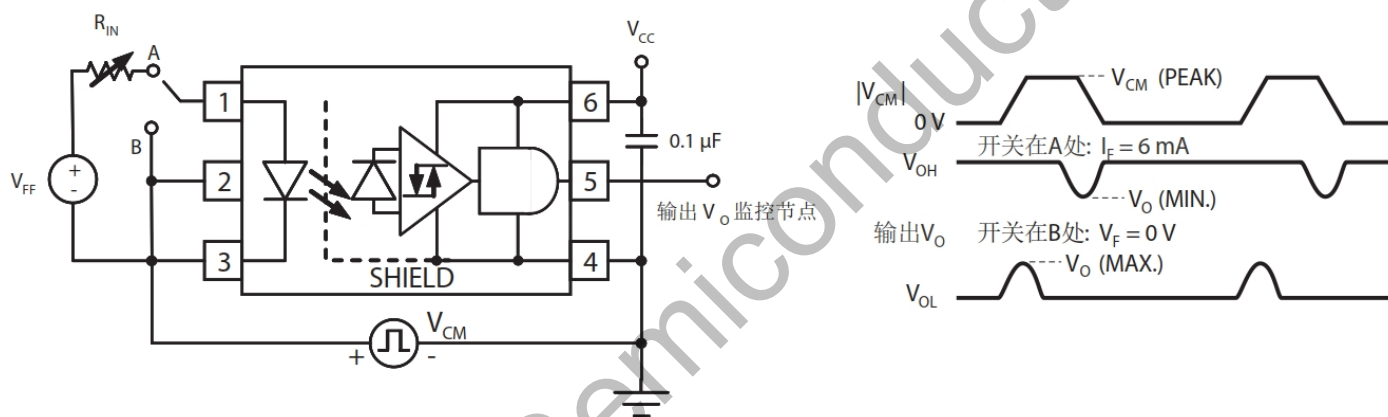 R_IN
A
B
V_FF
+
-
1
2
3
SHIELD
6
5
4
V_CC
0.1 μF
输出 V_O 监控节点
+
V_CM
-
|V_CM|
0 V
V_CM (PEAK)
开关在A处: I_F = 6 mA
V_OH
V_O (MIN.)
输出V_O
开关在B处: V_F = 0 V
V_O (MAX.)
V_OL
emiconduct